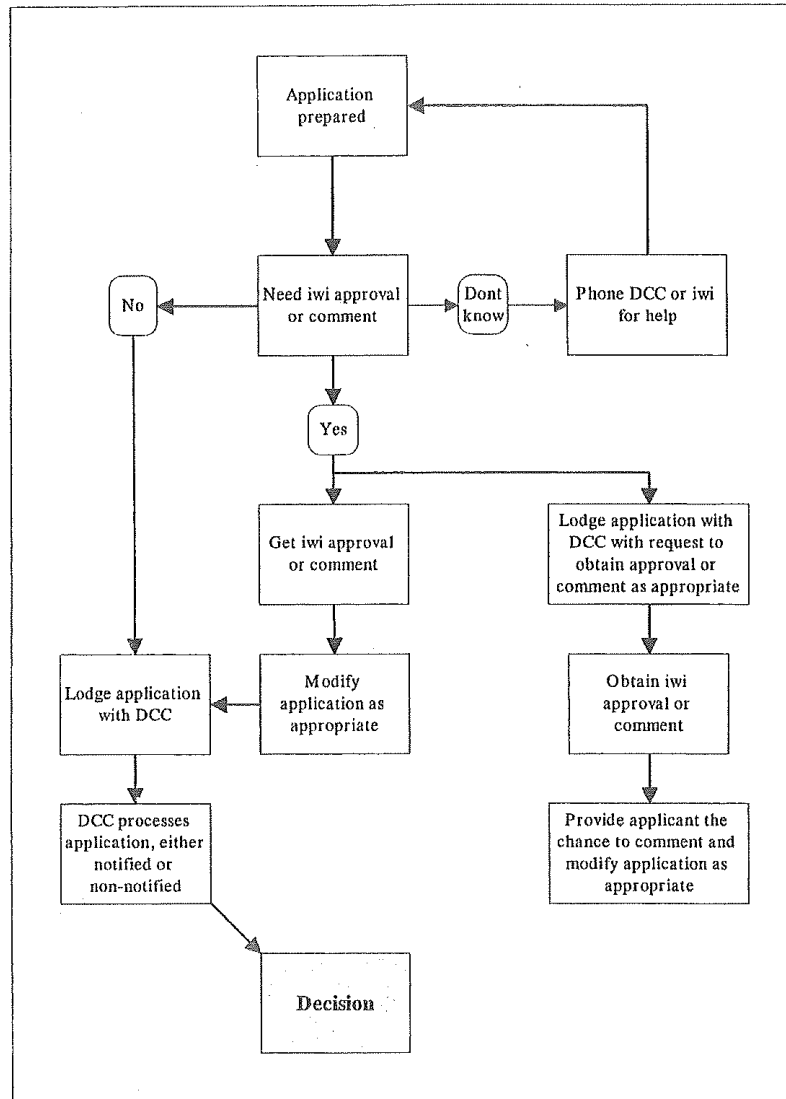 Application
prepared
No
Need iwi approval
or comment
Dont
know
Phone DCC or iwi
for help
Yes
Get iwi approval
or comment
Lodge application with
DCC with request to
obtain approval or
comment as appropriate
Lodge application
with DCC
Modify
application as
appropriate
Obtain iwi
approval or
comment
DCC processes
application, either
notified or
non-notified
Provide applicant the
chance to comment and
modify application as
appropriate
Decision